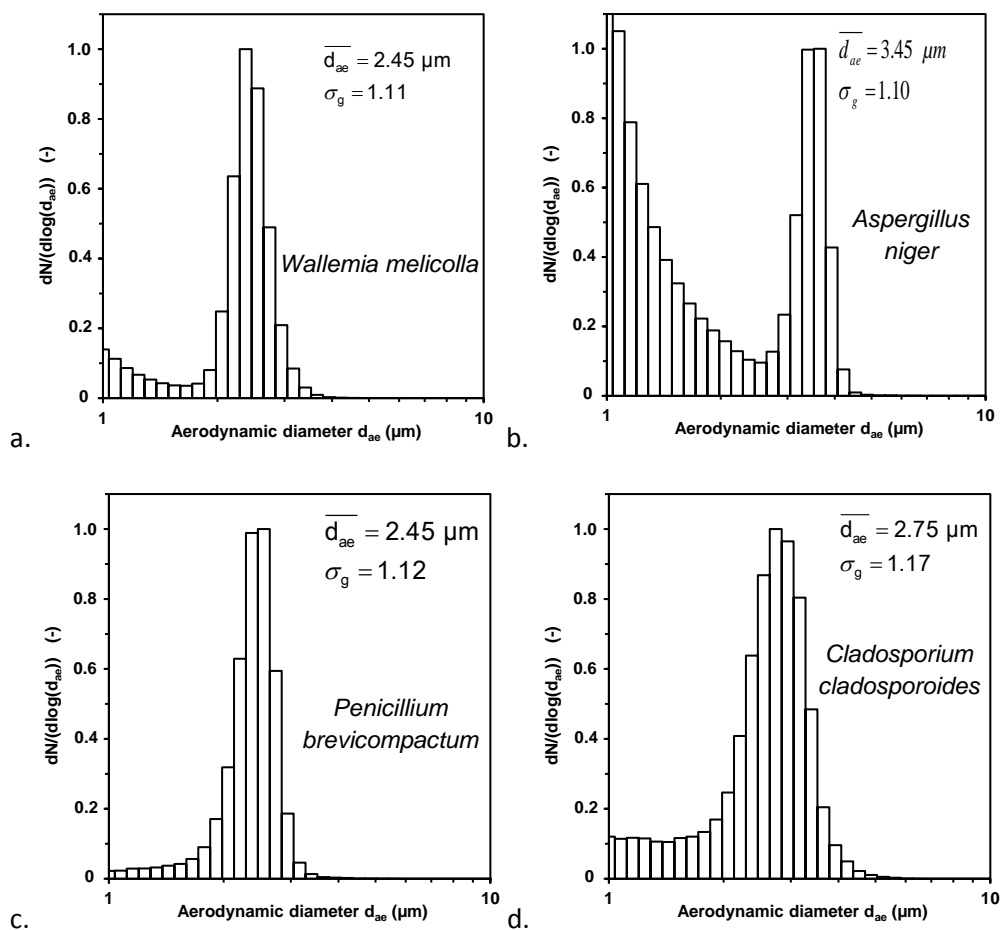 1.0
0.8
0.6
0.4
0.2
0
dN/(dlog(dae)) (-)
dae = 2.45 µm
σg = 1.11
Wallemia melicolla
1
10
Aerodynamic diameter dae (µm)
a.
1.0
0.8
0.6
0.4
0.2
0
dN/(dlog(dae)) (-)
dae = 3.45 µm
σg = 1.10
Aspergillus
niger
1
10
Aerodynamic diameter dae (µm)
b.
1.0
0.8
0.6
0.4
0.2
0
dN/(dlog(dae)) (-)
dae = 2.45 µm
σg = 1.12
Penicillium
brevicompactum
1
10
Aerodynamic diameter dae (µm)
c.
1.0
0.8
0.6
0.4
0.2
0
dN/(dlog(dae)) (-)
dae = 2.75 µm
σg = 1.17
Cladosporium
cladosporoides
1
10
Aerodynamic diameter dae (µm)
d.